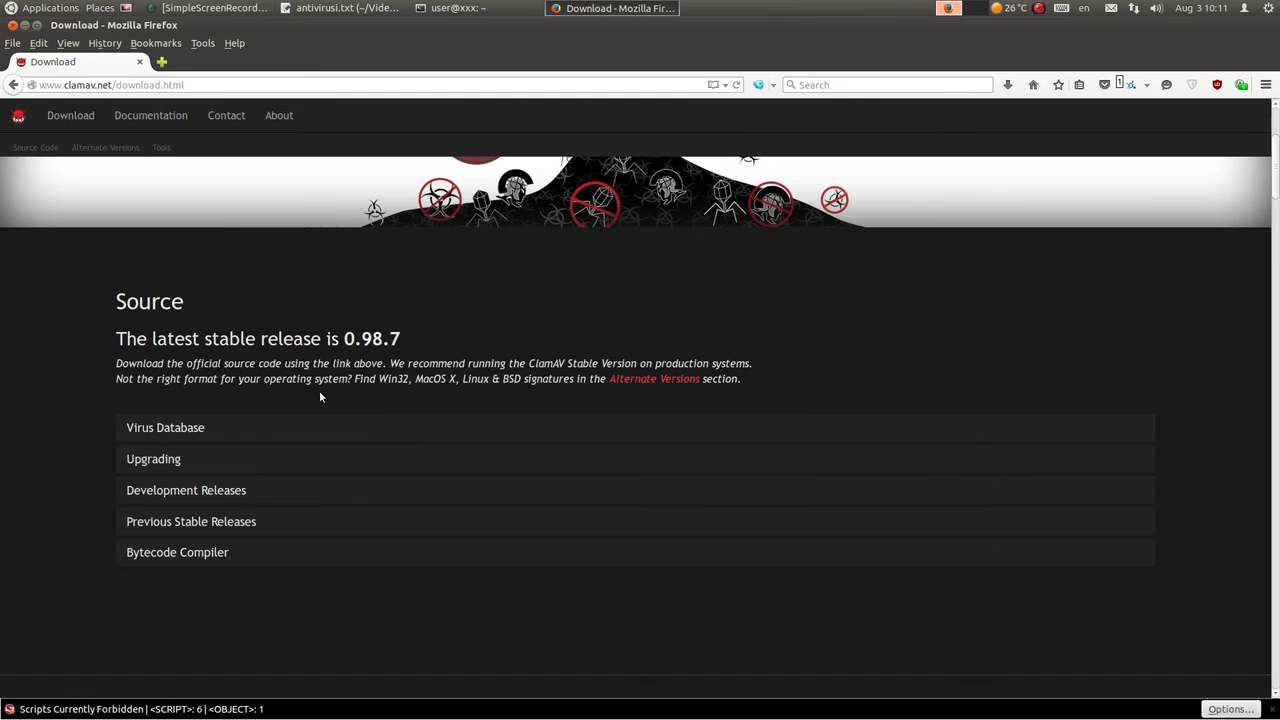 Applications Places [SimpleScreenRecord... antivirusi.txt (~/Vide... user@xxx: ~ Download - Mozilla Fir... 26 °C en Aug 3 10:11
Download - Mozilla Firefox
File Edit View History Bookmarks Tools Help
Download
www.clamav.net/download.html Search 1
Download Documentation Contact About
Source Code Alternate Versions Tools
Source
The latest stable release is 0.98.7
Download the official source code using the link above. We recommend running the ClamAV Stable Version on production systems.
Not the right format for your operating system? Find Win32, MacOS X, Linux & BSD signatures in the Alternate Versions section.
Virus Database
Upgrading
Development Releases
Previous Stable Releases
Bytecode Compiler
Scripts Currently Forbidden | <SCRIPT>: 6 | <OBJECT>: 1 Options...